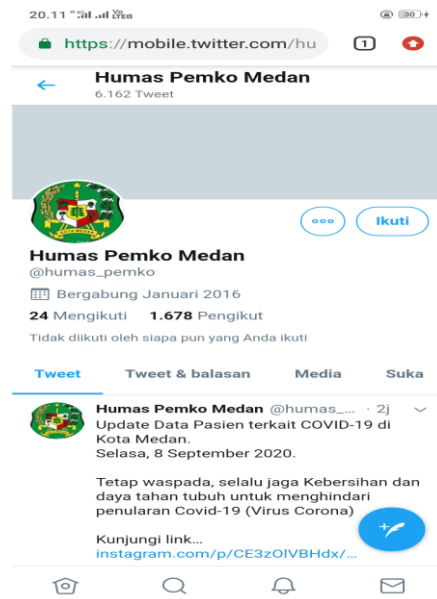 20.11
https://mobile.twitter.com/hu
1
Humas Pemko Medan
6.162 Tweet
Ikuti
Humas Pemko Medan
@humas_pemko
Bergabung Januari 2016
24 Mengikuti 1.678 Pengikut
Tidak diikuti oleh siapa pun yang Anda ikuti
Tweet Tweet & balasan Media Suka
Humas Pemko Medan @humas_... · 2j
Update Data Pasien terkait COVID-19 di
Kota Medan.
Selasa, 8 September 2020.
Tetap waspada, selalu jaga Kebersihan dan
daya tahan tubuh untuk menghindari
penularan Covid-19 (Virus Corona)
Kunjungi link...
instagram.com/p/CE3zOlVBHdx/...